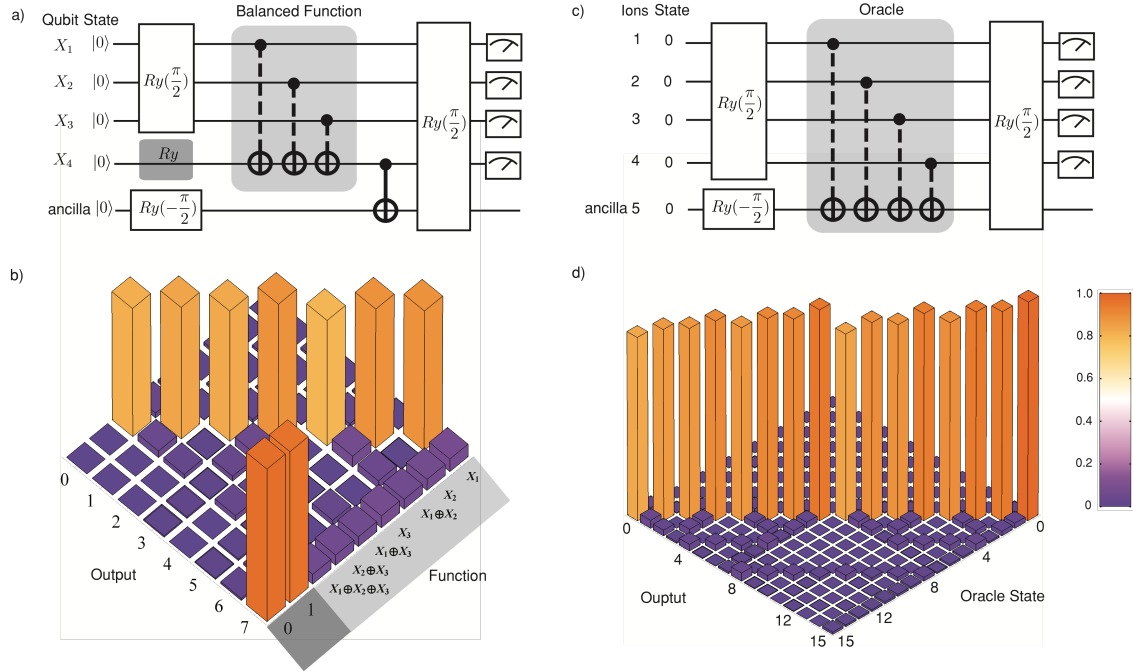 a)
Qubit State
Balanced Function
X₁ |0⟩
X₂ |0⟩
X₃ |0⟩
X₄ |0⟩
ancilla |0⟩
Ry(π/2)
Ry
Ry(-π/2)
Ry(π/2)
c)
Ions State
Oracle
1 0
2 0
3 0
4 0
ancilla 5 0
Ry(π/2)
Ry(-π/2)
Ry(π/2)
b)
0
1
2
3
4
5
6
7
Output
0
1
X₁
X₂
X₁⊕X₂
X₃
X₁⊕X₃
X₂⊕X₃
X₁⊕X₂⊕X₃
Function
d)
0
4
8
12
15
Ouptut
0
4
8
12
15
Oracle State
1.0
0.8
0.6
0.4
0.2
0